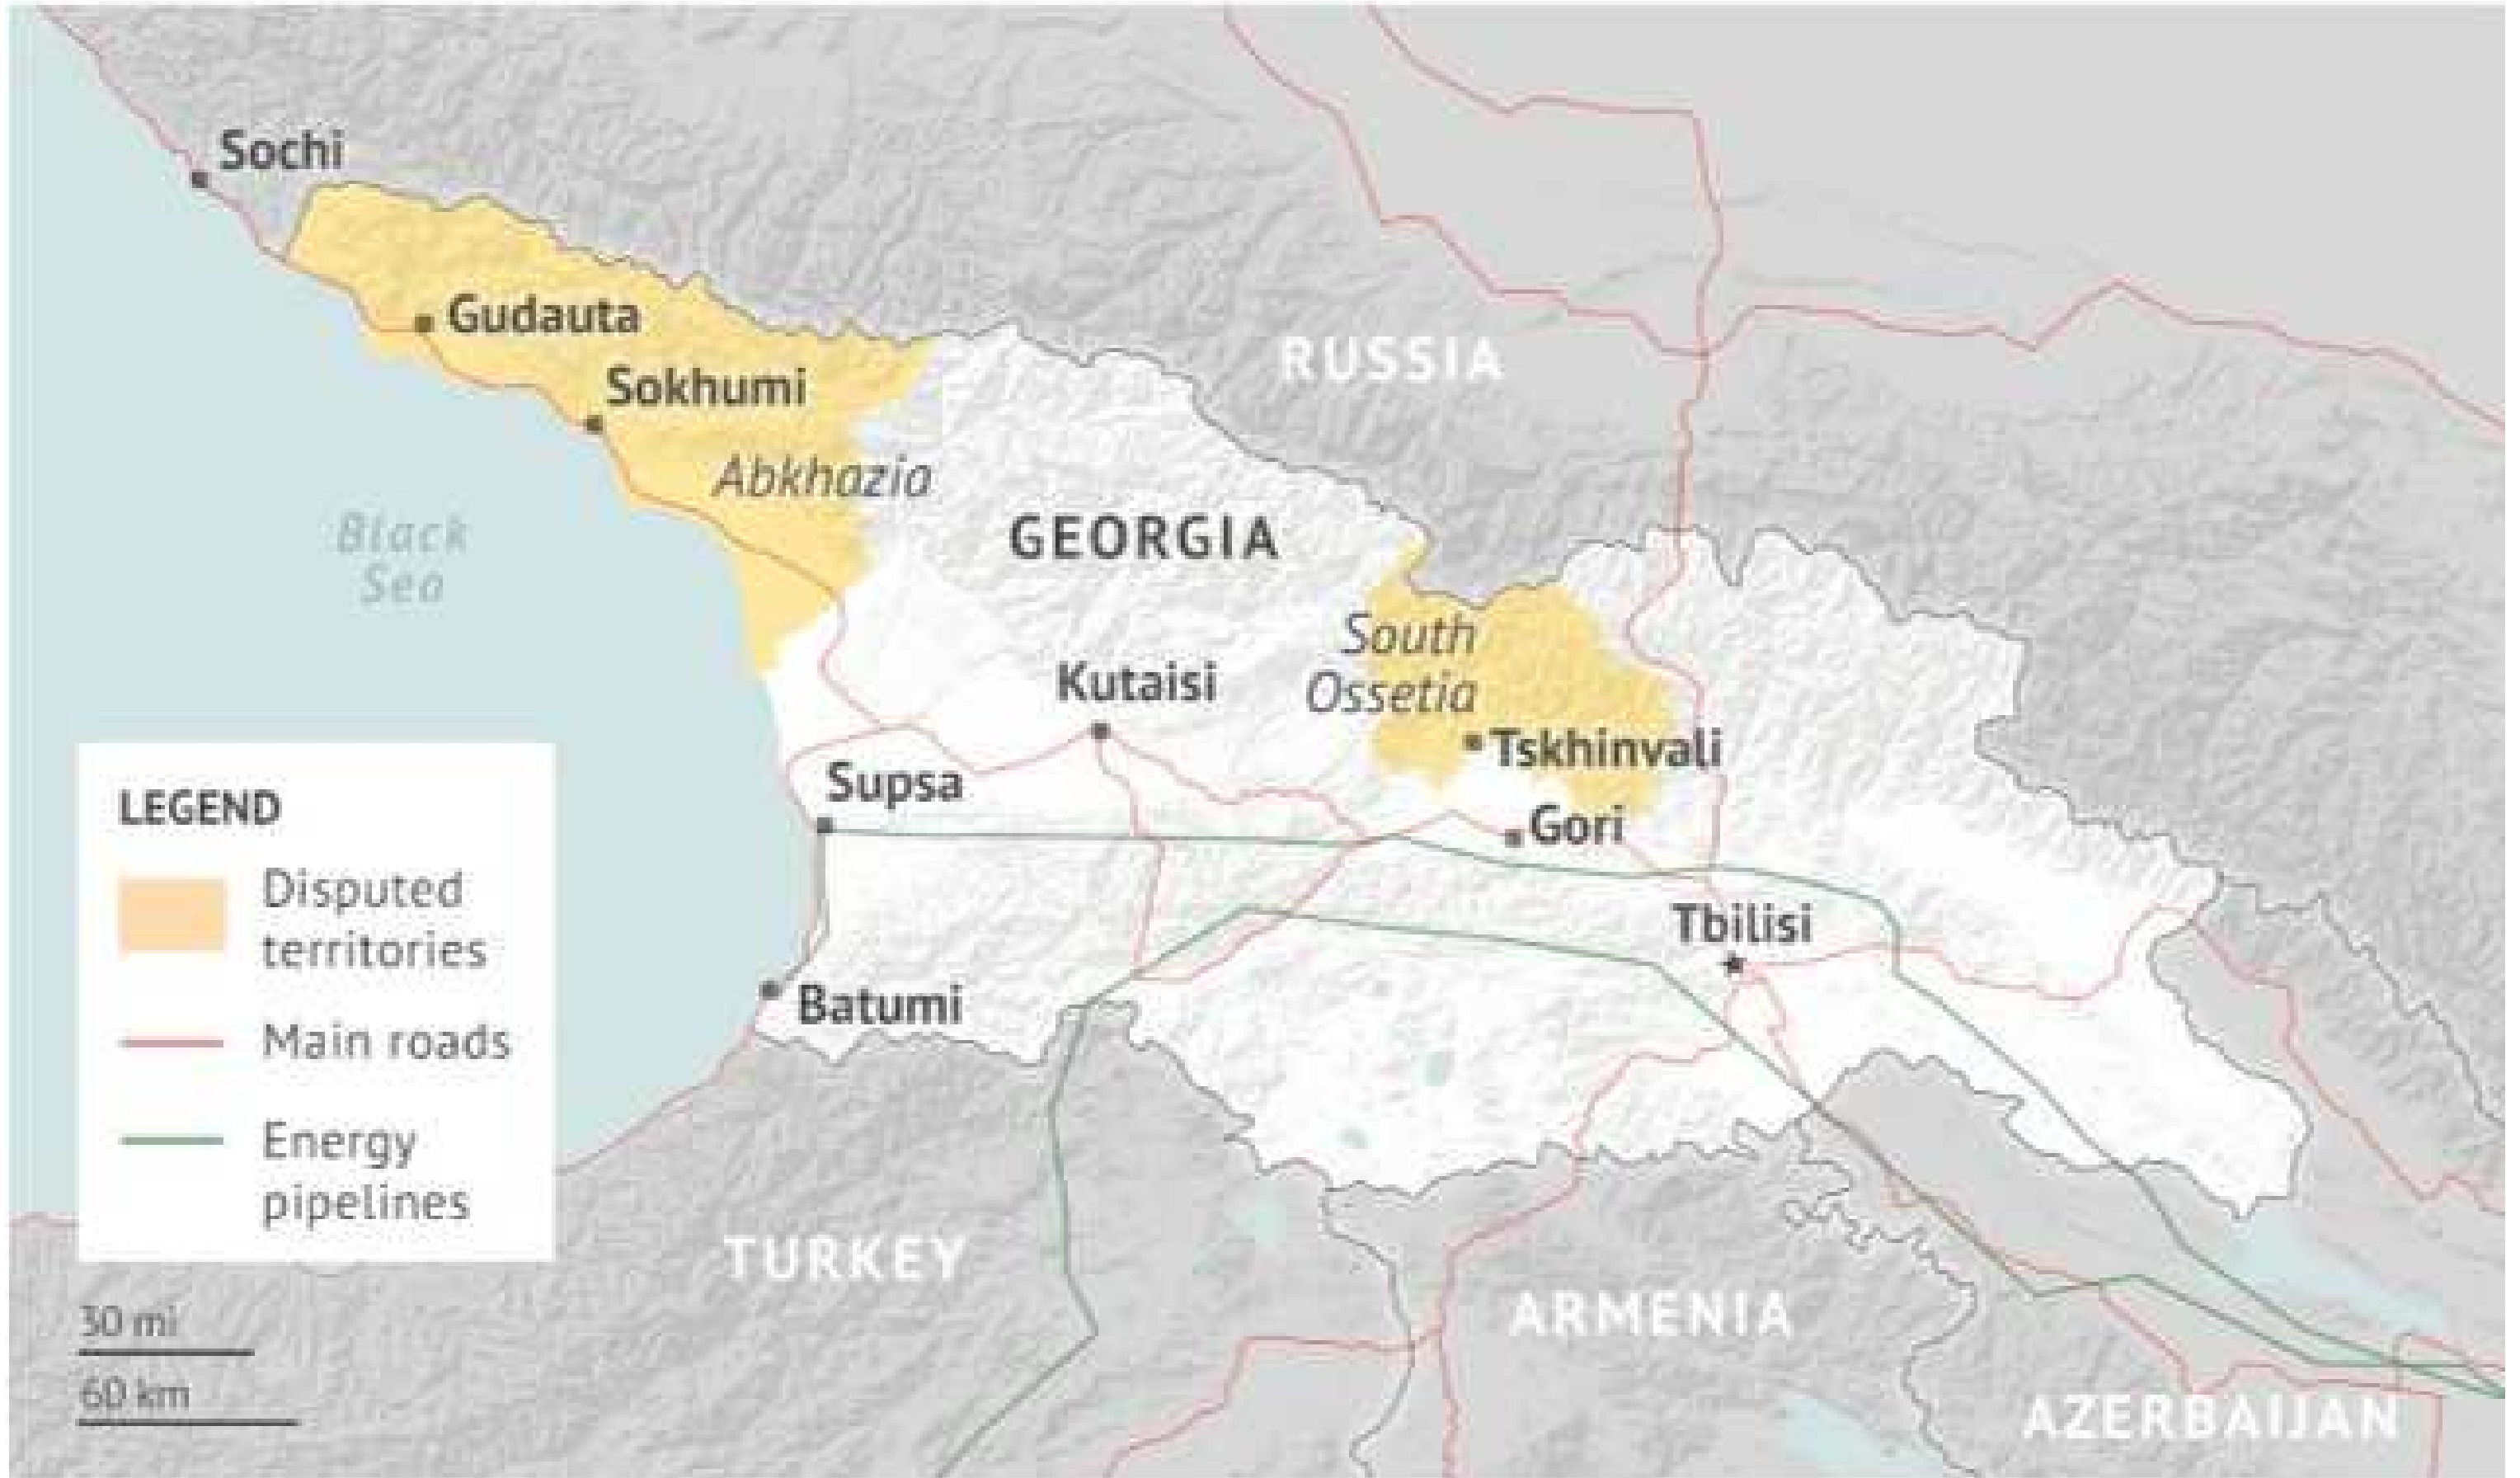 Sochi
Gudauta
Sokhumi
Abkhazia
RUSSIA
Black
Sea
GEORGIA
South
Ossetia
Kutaisi
Tskhinvali
Supsa
Gori
Tbilisi
Batumi
LEGEND
Disputed
territories
Main roads
Energy
pipelines
TURKEY
ARMENIA
AZERBAIJAN
30 mi
60 km